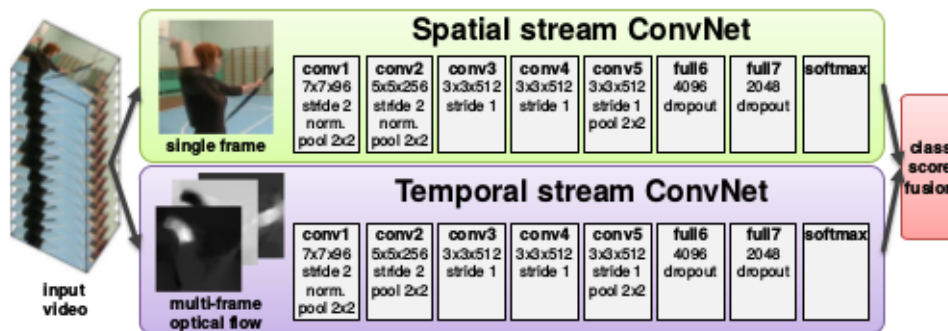 Spatial stream ConvNet
single frame
conv1
7x7x96
stride 2
norm.
pool 2x2
conv2
5x5x256
stride 2
norm.
pool 2x2
conv3
3x3x512
stride 1
conv4
3x3x512
stride 1
conv5
3x3x512
stride 1
pool 2x2
full6
4096
dropout
full7
2048
dropout
softmax
Temporal stream ConvNet
multi-frame
optical flow
conv1
7x7x96
stride 2
norm.
pool 2x2
conv2
5x5x256
stride 2
pool 2x2
conv3
3x3x512
stride 1
conv4
3x3x512
stride 1
conv5
3x3x512
stride 1
pool 2x2
full6
4096
dropout
full7
2048
dropout
softmax
input
video
class
score
fusion